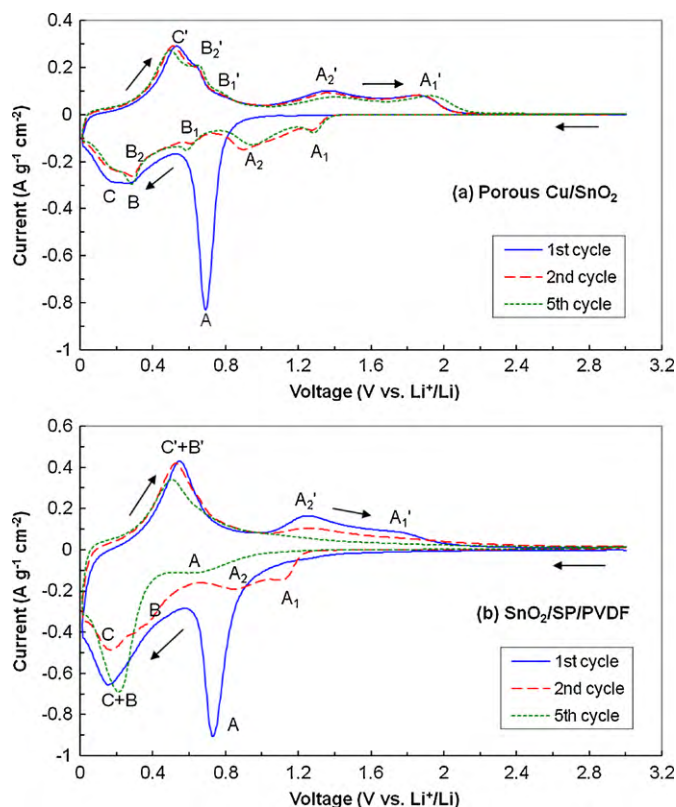 0.4
C'
B₂'
B₁'
A₂'
A₁'
0.2
0
-0.2
-0.4
-0.6
-0.8
-1
Current (A g⁻¹ cm⁻²)
B₂
B₁
A₂
A₁
C
B
A
(a) Porous Cu/SnO₂
1st cycle
2nd cycle
5th cycle
0 0.4 0.8 1.2 1.6 2 2.4 2.8 3.2
Voltage (V vs. Li⁺/Li)
0.6
C'+B'
A₂'
A₁'
0.4
0.2
0
-0.2
-0.4
-0.6
-0.8
-1
Current (A g⁻¹ cm⁻²)
A
A₂
A₁
B
C
C+B
A
(b) SnO₂/SP/PVDF
1st cycle
2nd cycle
5th cycle
0 0.4 0.8 1.2 1.6 2 2.4 2.8 3.2
Voltage (V vs. Li⁺/Li)